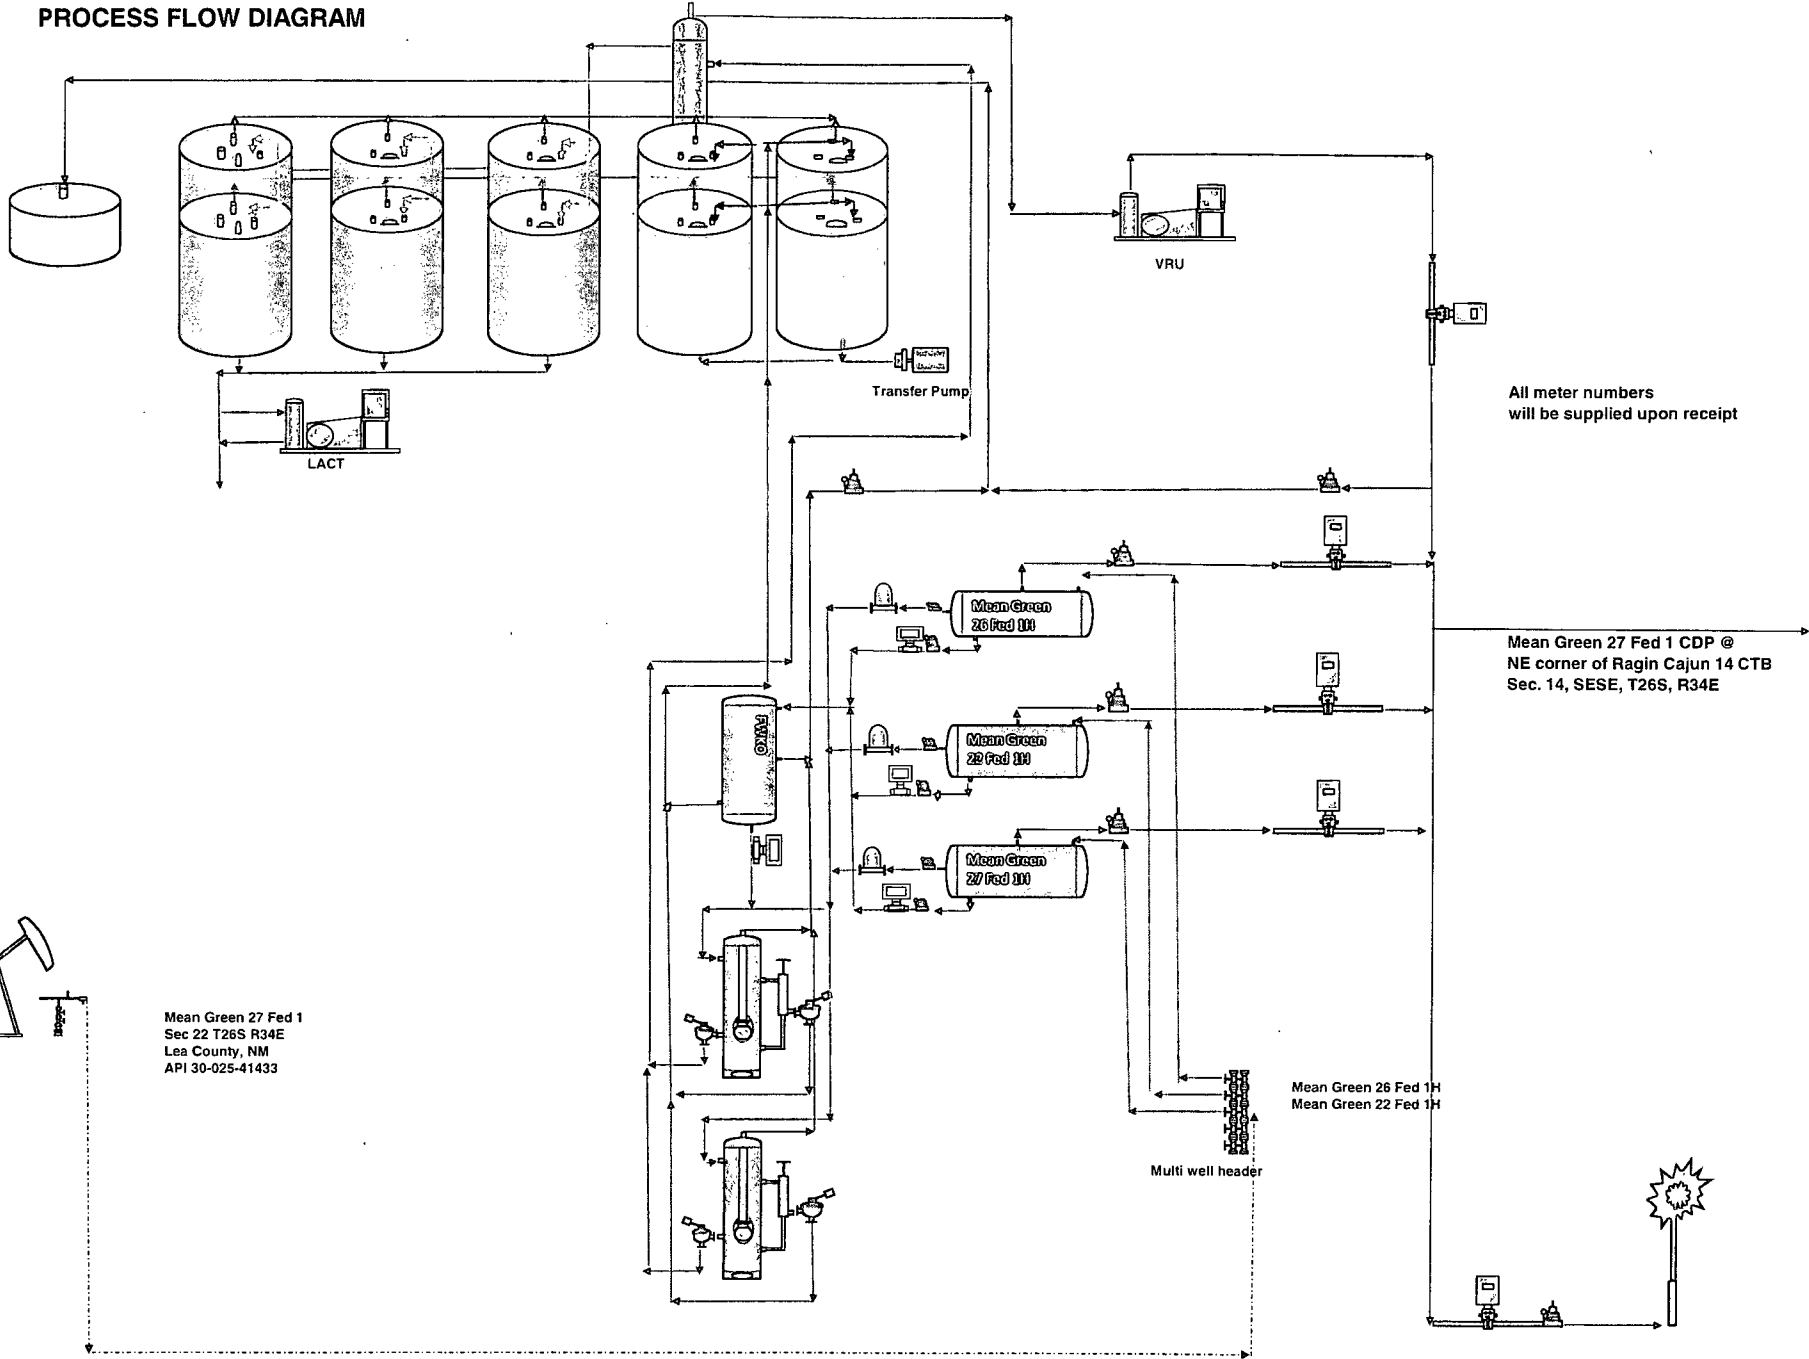 PROCESS FLOW DIAGRAM
VRU
Transfer Pump
All meter numbers
will be supplied upon receipt
LACT
Mean Green
26 Fed 1H
Mean Green 27 Fed 1 CDP @
NE corner of Ragin Cajun 14 CTB
Sec. 14, SESE, T26S, R34E
FWKO
Mean Green
22 Fed 1H
Mean Green
27 Fed 1H
Mean Green 27 Fed 1
Sec 22 T26S R34E
Lea County, NM
API 30-025-41433
Mean Green 26 Fed 1H
Mean Green 22 Fed 1H
Multi well header